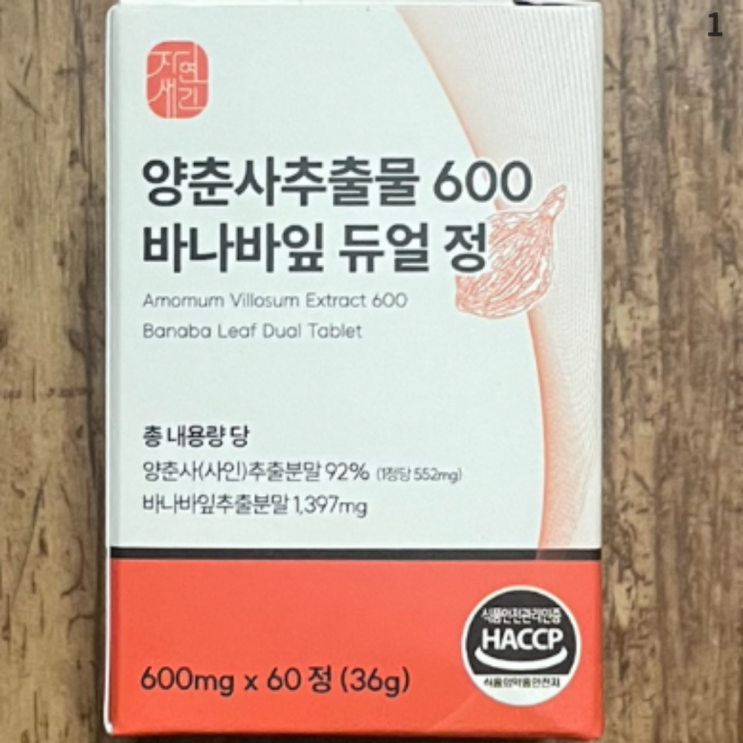 1
자연
새긴
양춘사추출물 600
바나바잎 듀얼 정
Amomum Villosum Extract 600
Banaba Leaf Dual Tablet
총 내용량 당
양춘사(사인)추출분말 92% (1정당 552mg)
바나바잎추출분말 1,397mg
600mg x 60 정 (36g)
식품안전관리인증
HACCP
식품의약품안전처